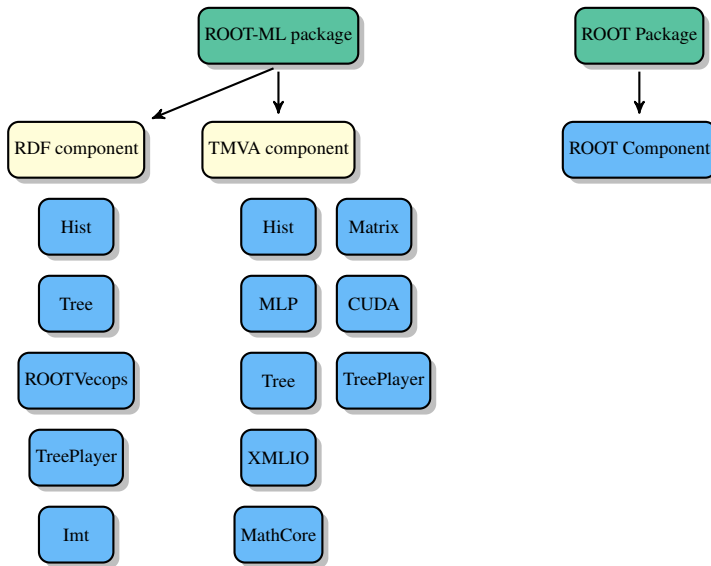 ROOT-ML package
ROOT Package
RDF component
TMVA component
ROOT Component
Hist
Hist
Matrix
Tree
MLP
CUDA
ROOTVecops
Tree
TreePlayer
TreePlayer
XMLIO
Imt
MathCore